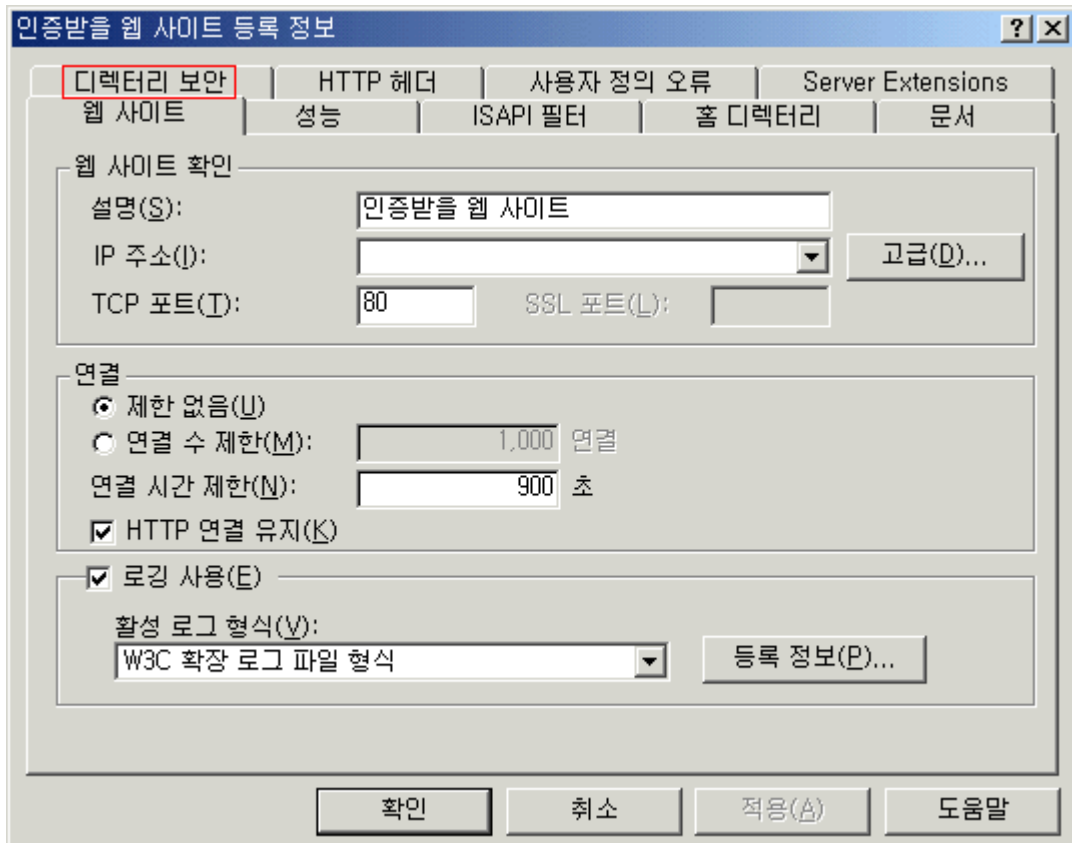 인증받을 웹 사이트 등록 정보
디렉터리 보안 HTTP 헤더 사용자 정의 오류 Server Extensions
웹 사이트 성능 ISAPI 필터 홈 디렉터리 문서
웹 사이트 확인
설명(S): 인증받을 웹 사이트
IP 주소(I): 고급(D)...
TCP 포트(T): 80 SSL 포트(L):
연결
제한 없음(U)
연결 수 제한(M): 1,000 연결
연결 시간 제한(N): 900 초
HTTP 연결 유지(K)
로깅 사용(E)
활성 로그 형식(V):
W3C 확장 로그 파일 형식 등록 정보(P)...
확인 취소 적용(A) 도움말